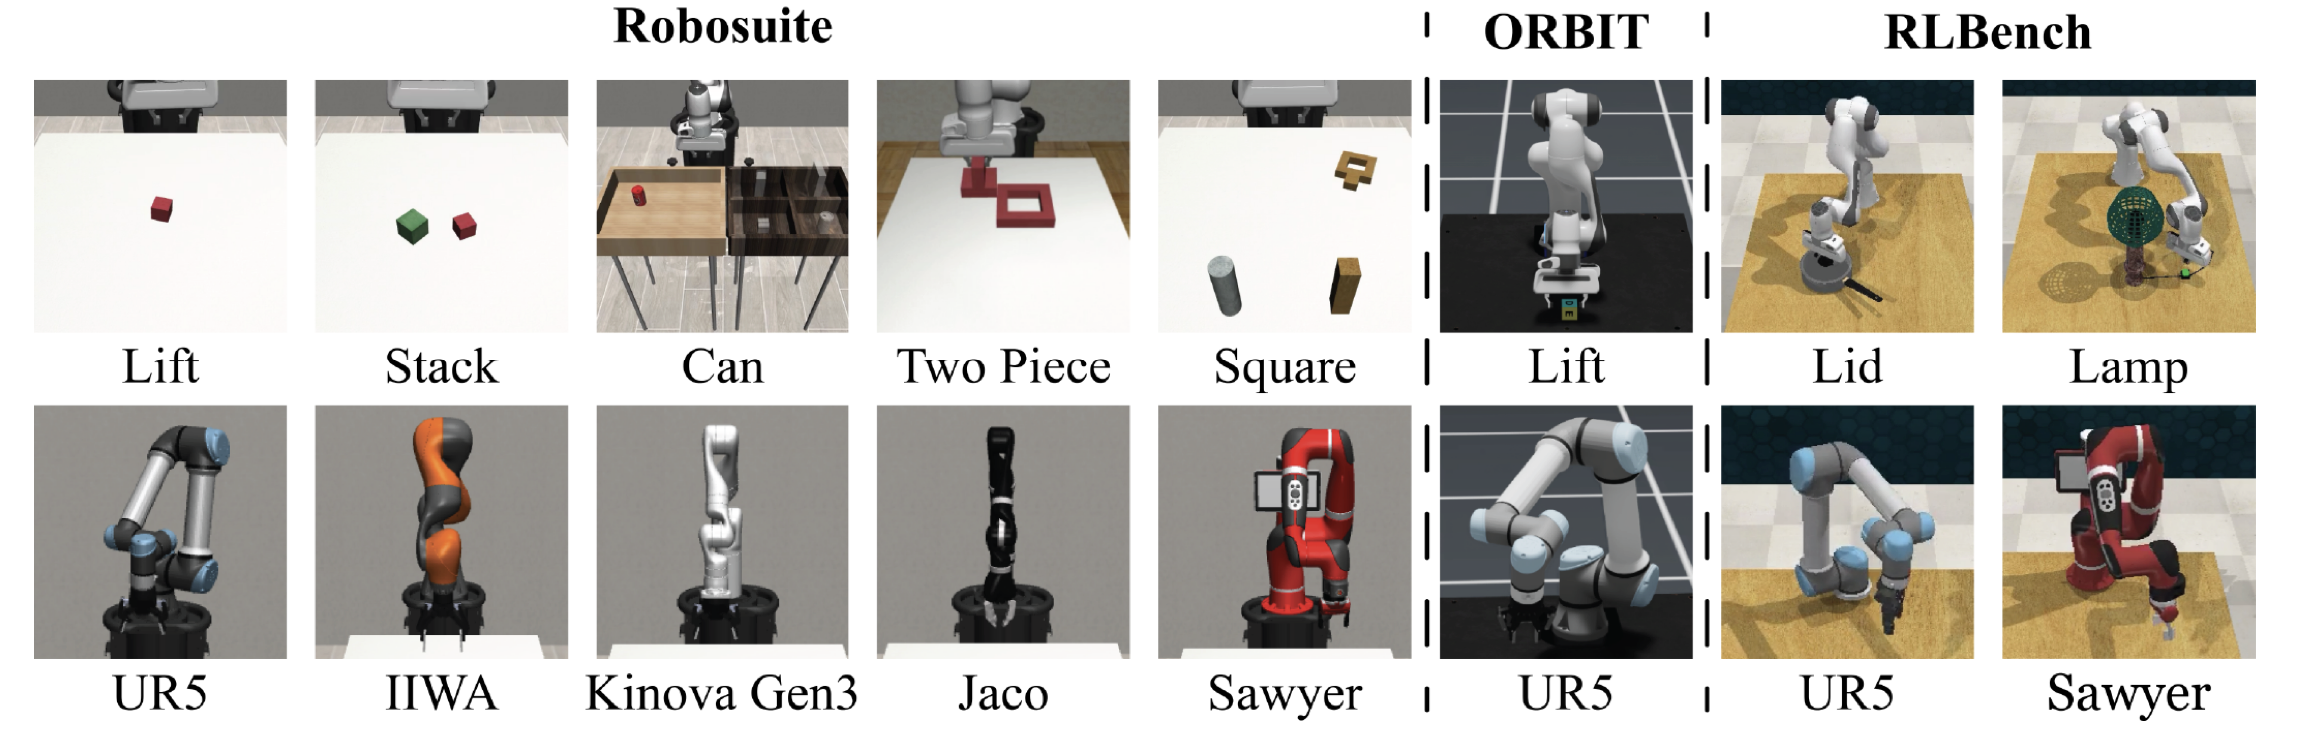 Robosuite
ORBIT
RLBench
Lift
Stack
Can
Two Piece
Square
Lift
Lid
Lamp
UR5
IIWA
Kinova Gen3
Jaco
Sawyer
UR5
UR5
Sawyer